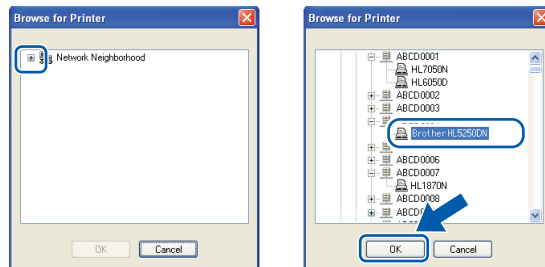 Browse for Printer
Network Neighborhood
OK
Cancel
Browse for Printer
ABCD0001
HL7050N
HL6050D
ABCD0002
ABCD0003
Brother HL5250DN
ABCD0006
ABCD0007
HL1870N
ABCD0008
OK
Cancel